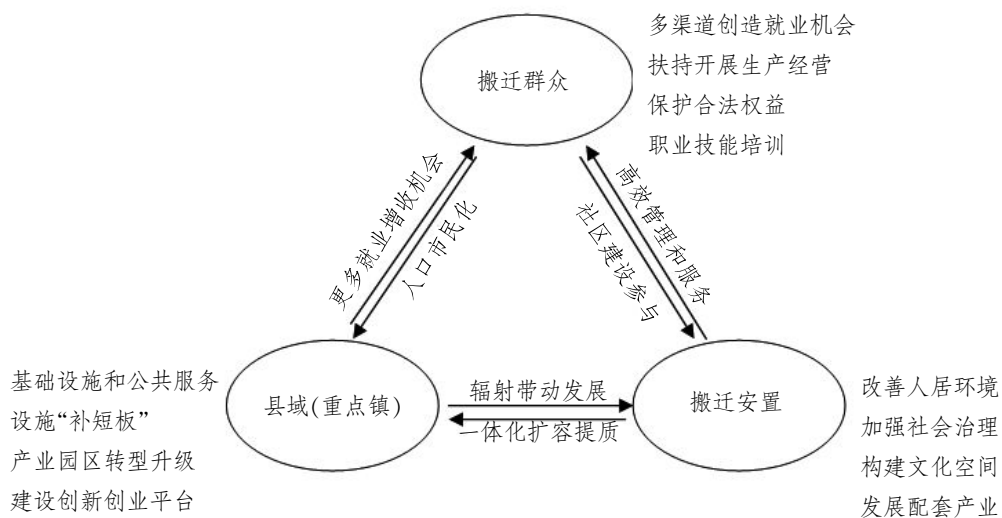 多渠道创造就业机会
扶持开展生产经营
保护合法权益
职业技能培训
搬迁群众
更多就业增收机会
人口市民化
高效管理和服务
社区建设参与
基础设施和公共服务
设施“补短板”
产业园区转型升级
建设创新创业平台
县域(重点镇)
辐射带动发展
一体化扩容提质
搬迁安置
改善人居环境
加强社会治理
构建文化空间
发展配套产业